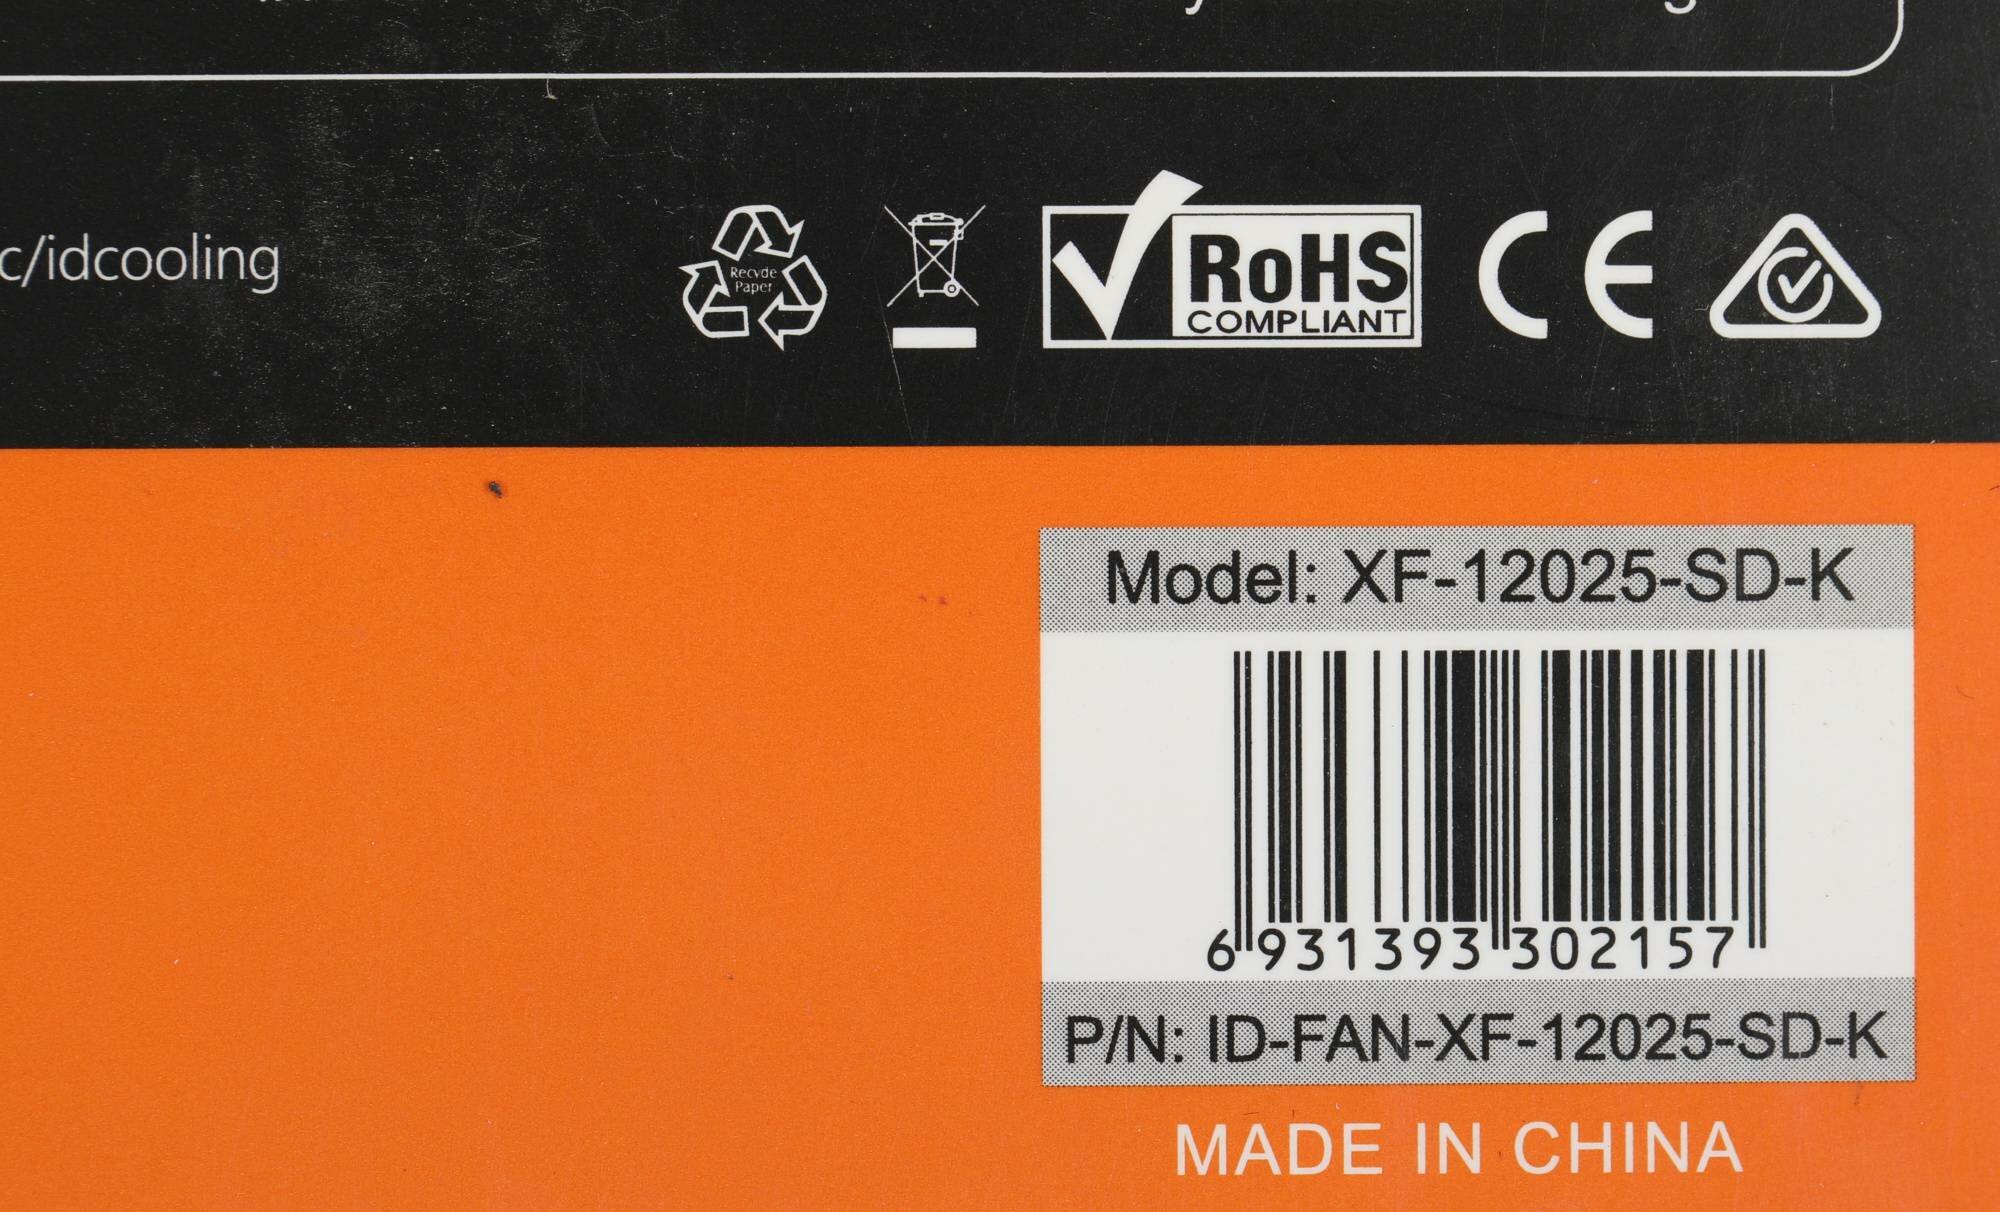 c/idcooling
Recycle
Paper
RoHS
COMPLIANT
CE
Model: XF-12025-SD-K
6 931393 302157
P/N: ID-FAN-XF-12025-SD-K
MADE IN CHINA